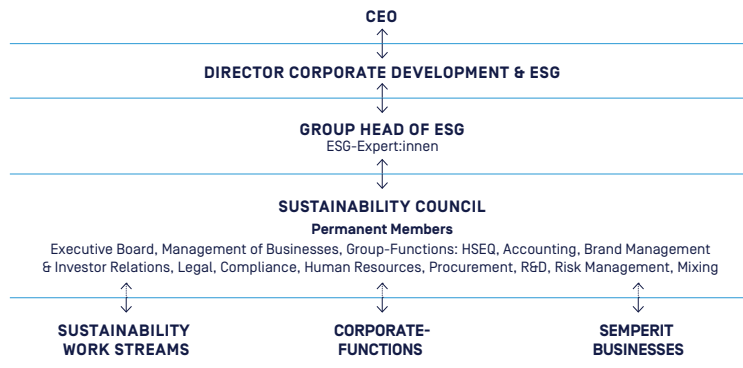 CEO
DIRECTOR CORPORATE DEVELOPMENT & ESG
GROUP HEAD OF ESG
ESG-Expert:innen
SUSTAINABILITY COUNCIL
Permanent Members
Executive Board, Management of Businesses, Group-Functions: HSEQ, Accounting, Brand Management
& Investor Relations, Legal, Compliance, Human Resources, Procurement, R&D, Risk Management, Mixing
SUSTAINABILITY
WORK STREAMS
CORPORATE-
FUNCTIONS
SEMPERIT
BUSINESSES